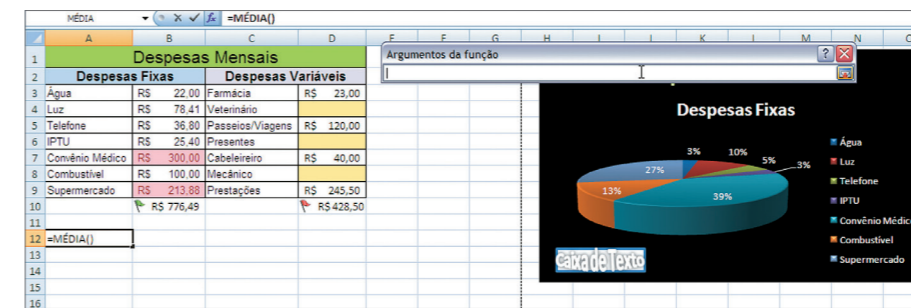 MÉDIA =MÉDIA()
A B C D E F G H I J K L M N
1 Despesas Mensais
2 Despesas Fixas Despesas Variáveis
3 Água R$ 22,00 Farmácia R$ 23,00
4 Luz R$ 78,41 Veterinário
5 Telefone R$ 36,80 Passeios/Viagens R$ 120,00
6 IPTU R$ 25,40 Presentes
7 Convênio Médico R$ 300,00 Cabeleireiro R$ 40,00
8 Combustível R$ 100,00 Mecânico
9 Supermercado R$ 213,88 Prestações R$ 245,50
10 R$ 776,49 R$ 428,50
11
12 =MÉDIA()
13
14
15
16
Argumentos da função
Despesas Fixas
3% 10% 5% 3%
27%
13% 39%
Água
Luz
Telefone
IPTU
Convênio Médic
Combustível
Supermercado
Caixa de Texto